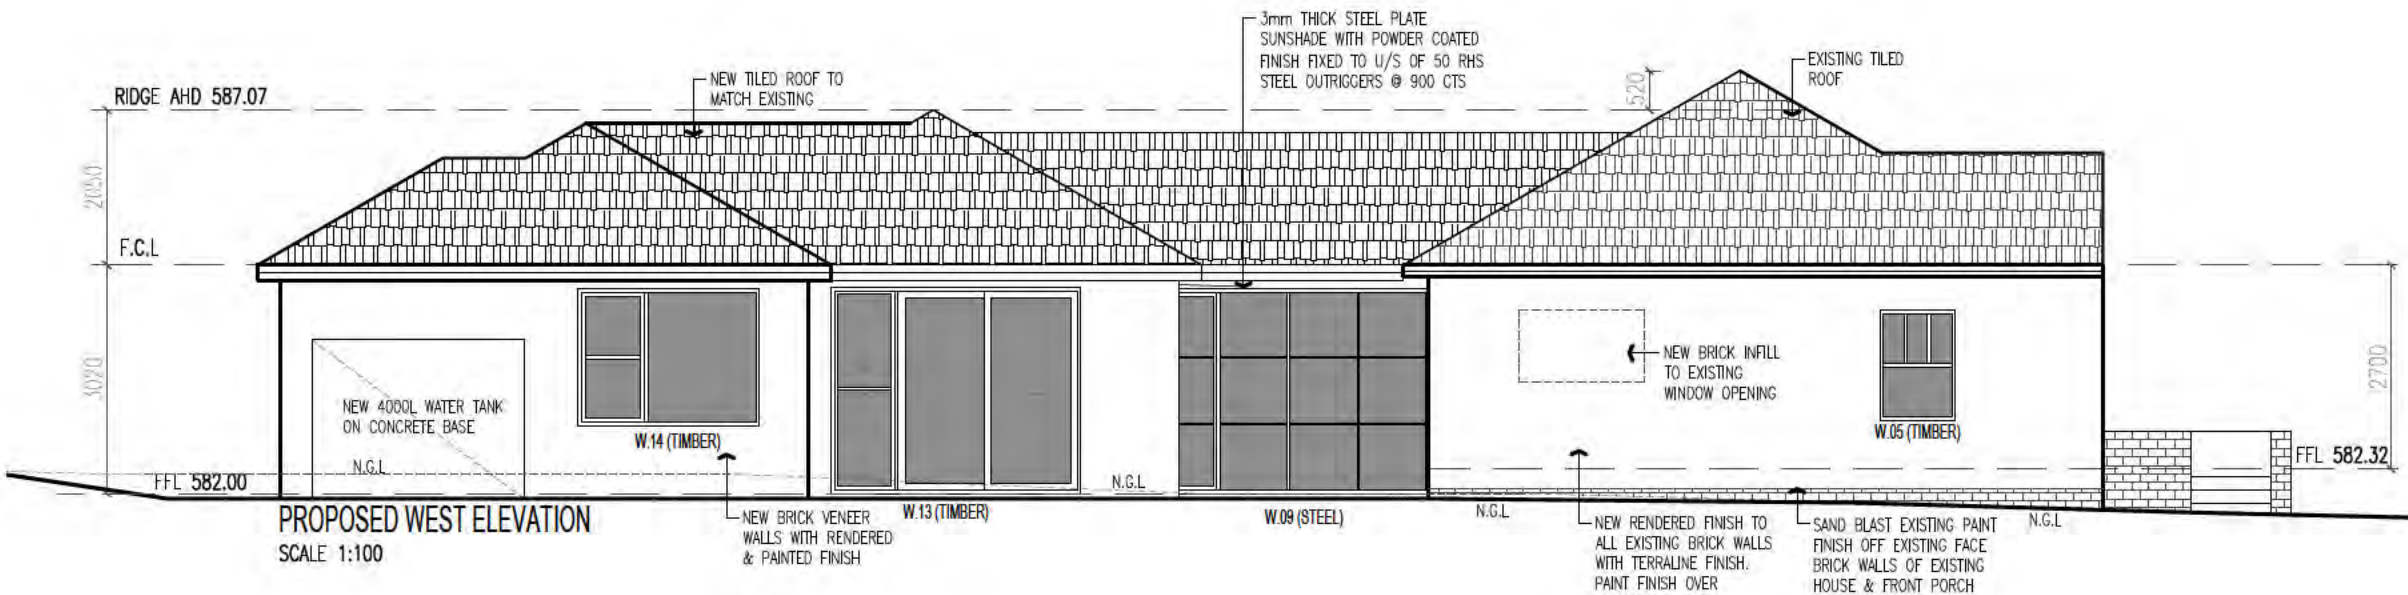 3mm THICK STEEL PLATE
SUNSHADE WITH POWDER COATED
FINISH FIXED TO U/S OF 50 RHS
STEEL OUTRIGGERS @ 900 CTS
NEW TILED ROOF TO
MATCH EXISTING
EXISTING TILED
ROOF
520
RIDGE AHD 587.07
2050
F.C.L
3020
2700
NEW BRICK INFILL
TO EXISTING
WINDOW OPENING
NEW 4000L WATER TANK
ON CONCRETE BASE
W.14 (TIMBER)
W.05 (TIMBER)
N.G.L
FFL 582.00
N.G.L
FFL 582.32
PROPOSED WEST ELEVATION
SCALE 1:100
NEW BRICK VENEER
WALLS WITH RENDERED
& PAINTED FINISH
W.13 (TIMBER)
W.09 (STEEL)
N.G.L
N.G.L
NEW RENDERED FINISH TO
ALL EXISTING BRICK WALLS
WITH TERRALINE FINISH.
PAINT FINISH OVER
SAND BLAST EXISTING PAINT
FINISH OFF EXISTING FACE
BRICK WALLS OF EXISTING
HOUSE & FRONT PORCH